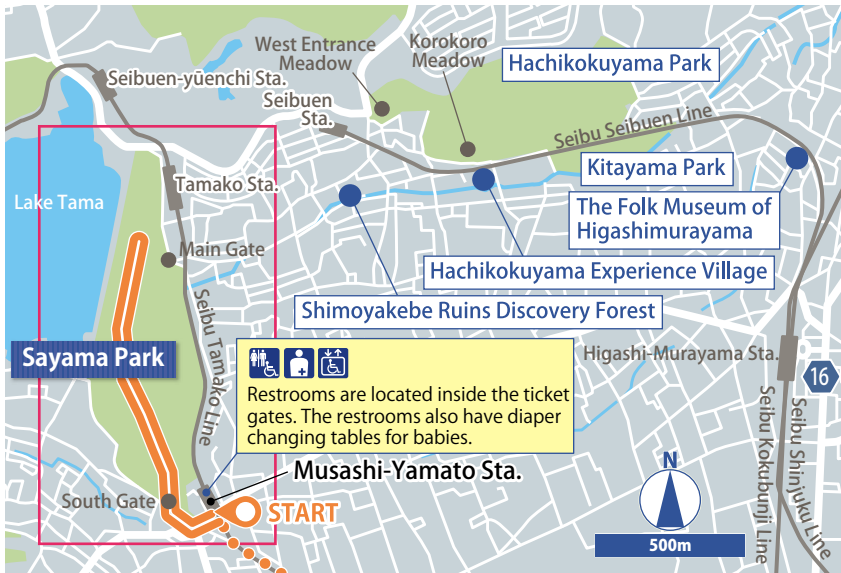 West Entrance
Meadow
Korokoro
Meadow
Hachikokuyama Park
Seibuen-yūenchi Sta.
Seibuen
Sta.
Seibu Seibuen Line
Kitayama Park
Tamako Sta.
Lake Tama
The Folk Museum of
Higashimurayama
Main Gate
Hachikokuyama Experience Village
Shimoyakebe Ruins Discovery Forest
Seibu Tamako Line
Sayama Park
Higashi-Murayama Sta.
16
Restrooms are located inside the ticket
gates. The restrooms also have diaper
changing tables for babies.
Seibu Kokubunji Line
Seibu Shinjuku Line
Musashi-Yamato Sta.
South Gate
START
N
500m